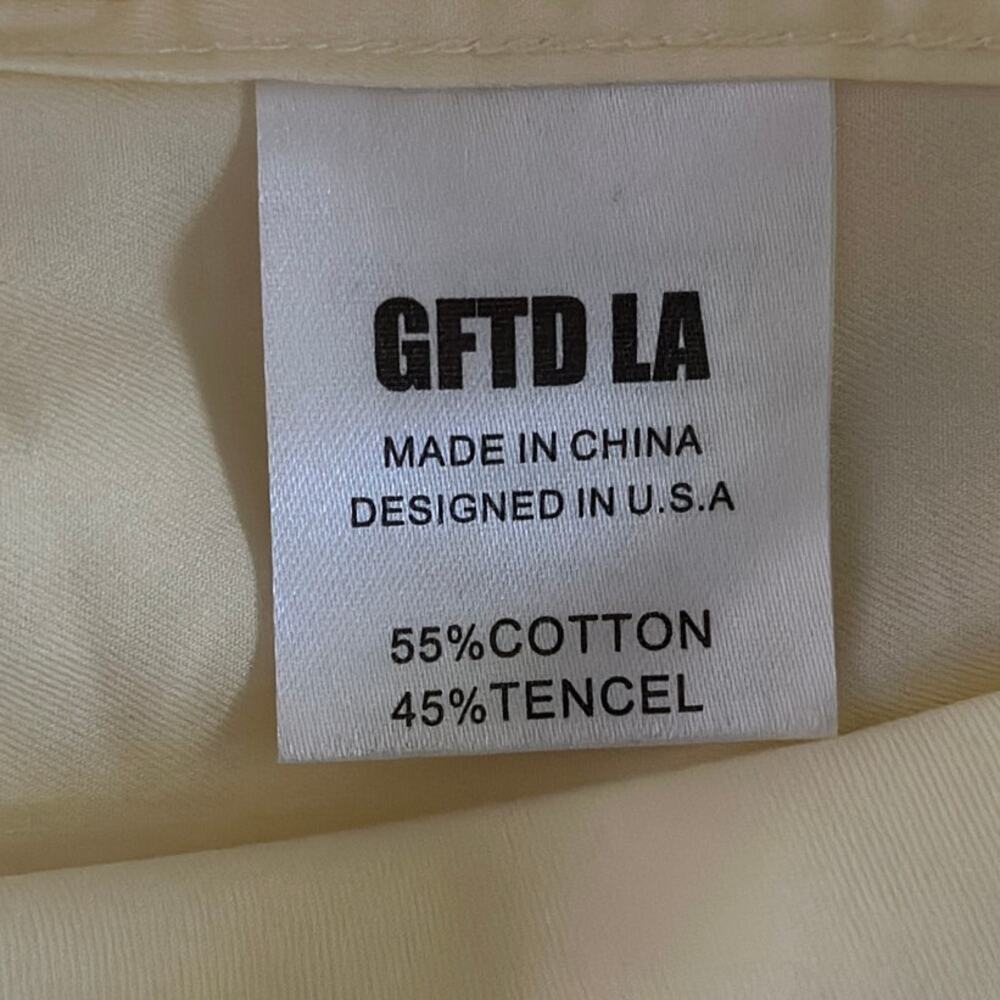 GFTD LA
MADE IN CHINA
DESIGNED IN U.S.A
55%COTTON
45%TENCEL